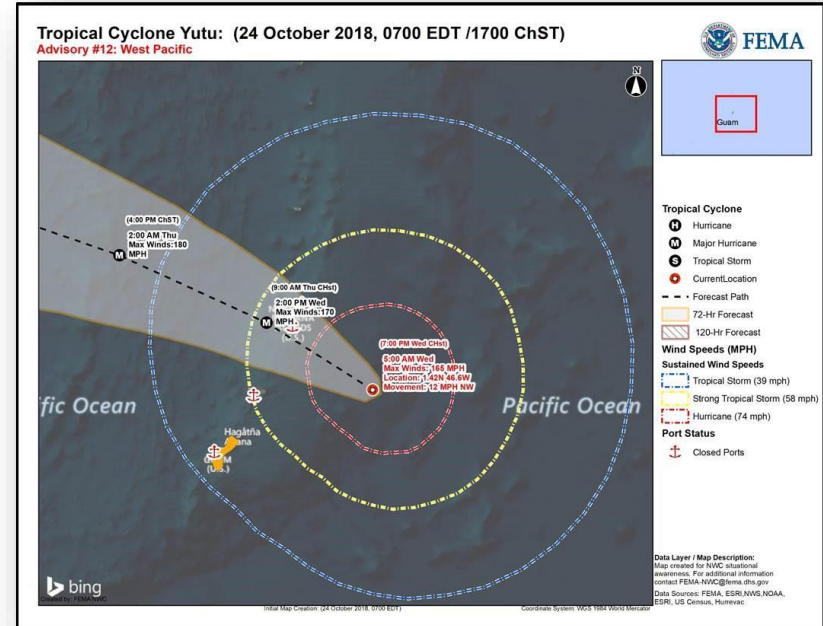 Tropical Cyclone Yutu: (24 October 2018, 0700 EDT /1700 ChST)
Advisory #12: West Pacific
FEMA
N
Guam
(4:00 PM ChST)
2:00 AM Thu
Max Winds:180
MPH
(9:00 AM Thu CHst)
2:00 PM Wed
Max Winds:170
MPH
(U.S.)
(7:00 PM Wed CHst)
5:00 AM Wed
Max Winds: 165 MPH
Location: 1.42N 46.6W
Movement: 12 MPH NW
fic Ocean
Pacific Ocean
Hagåtña
(U.S.)
bing
Created by: FEMA NWC
Initial Map Creation: (24 October 2018, 0700 EDT)
Coordinate System: WGS 1984 World Mercator
Tropical Cyclone
H Hurricane
M Major Hurricane
S Tropical Storm
CurrentLocation
Forecast Path
72-Hr Forecast
120-Hr Forecast
Wind Speeds (MPH)
Sustained Wind Speeds
Tropical Storm (39 mph)
Strong Tropical Storm (58 mph)
Hurricane (74 mph)
Port Status
Closed Ports
Data Layer / Map Description:
Map created for NWC situational
awareness. For additional information
contact FEMA-NWC@fema.dhs.gov
Data Sources: FEMA, ESRI,NWS,NOAA,
ESRI, US Census, Hurrevac